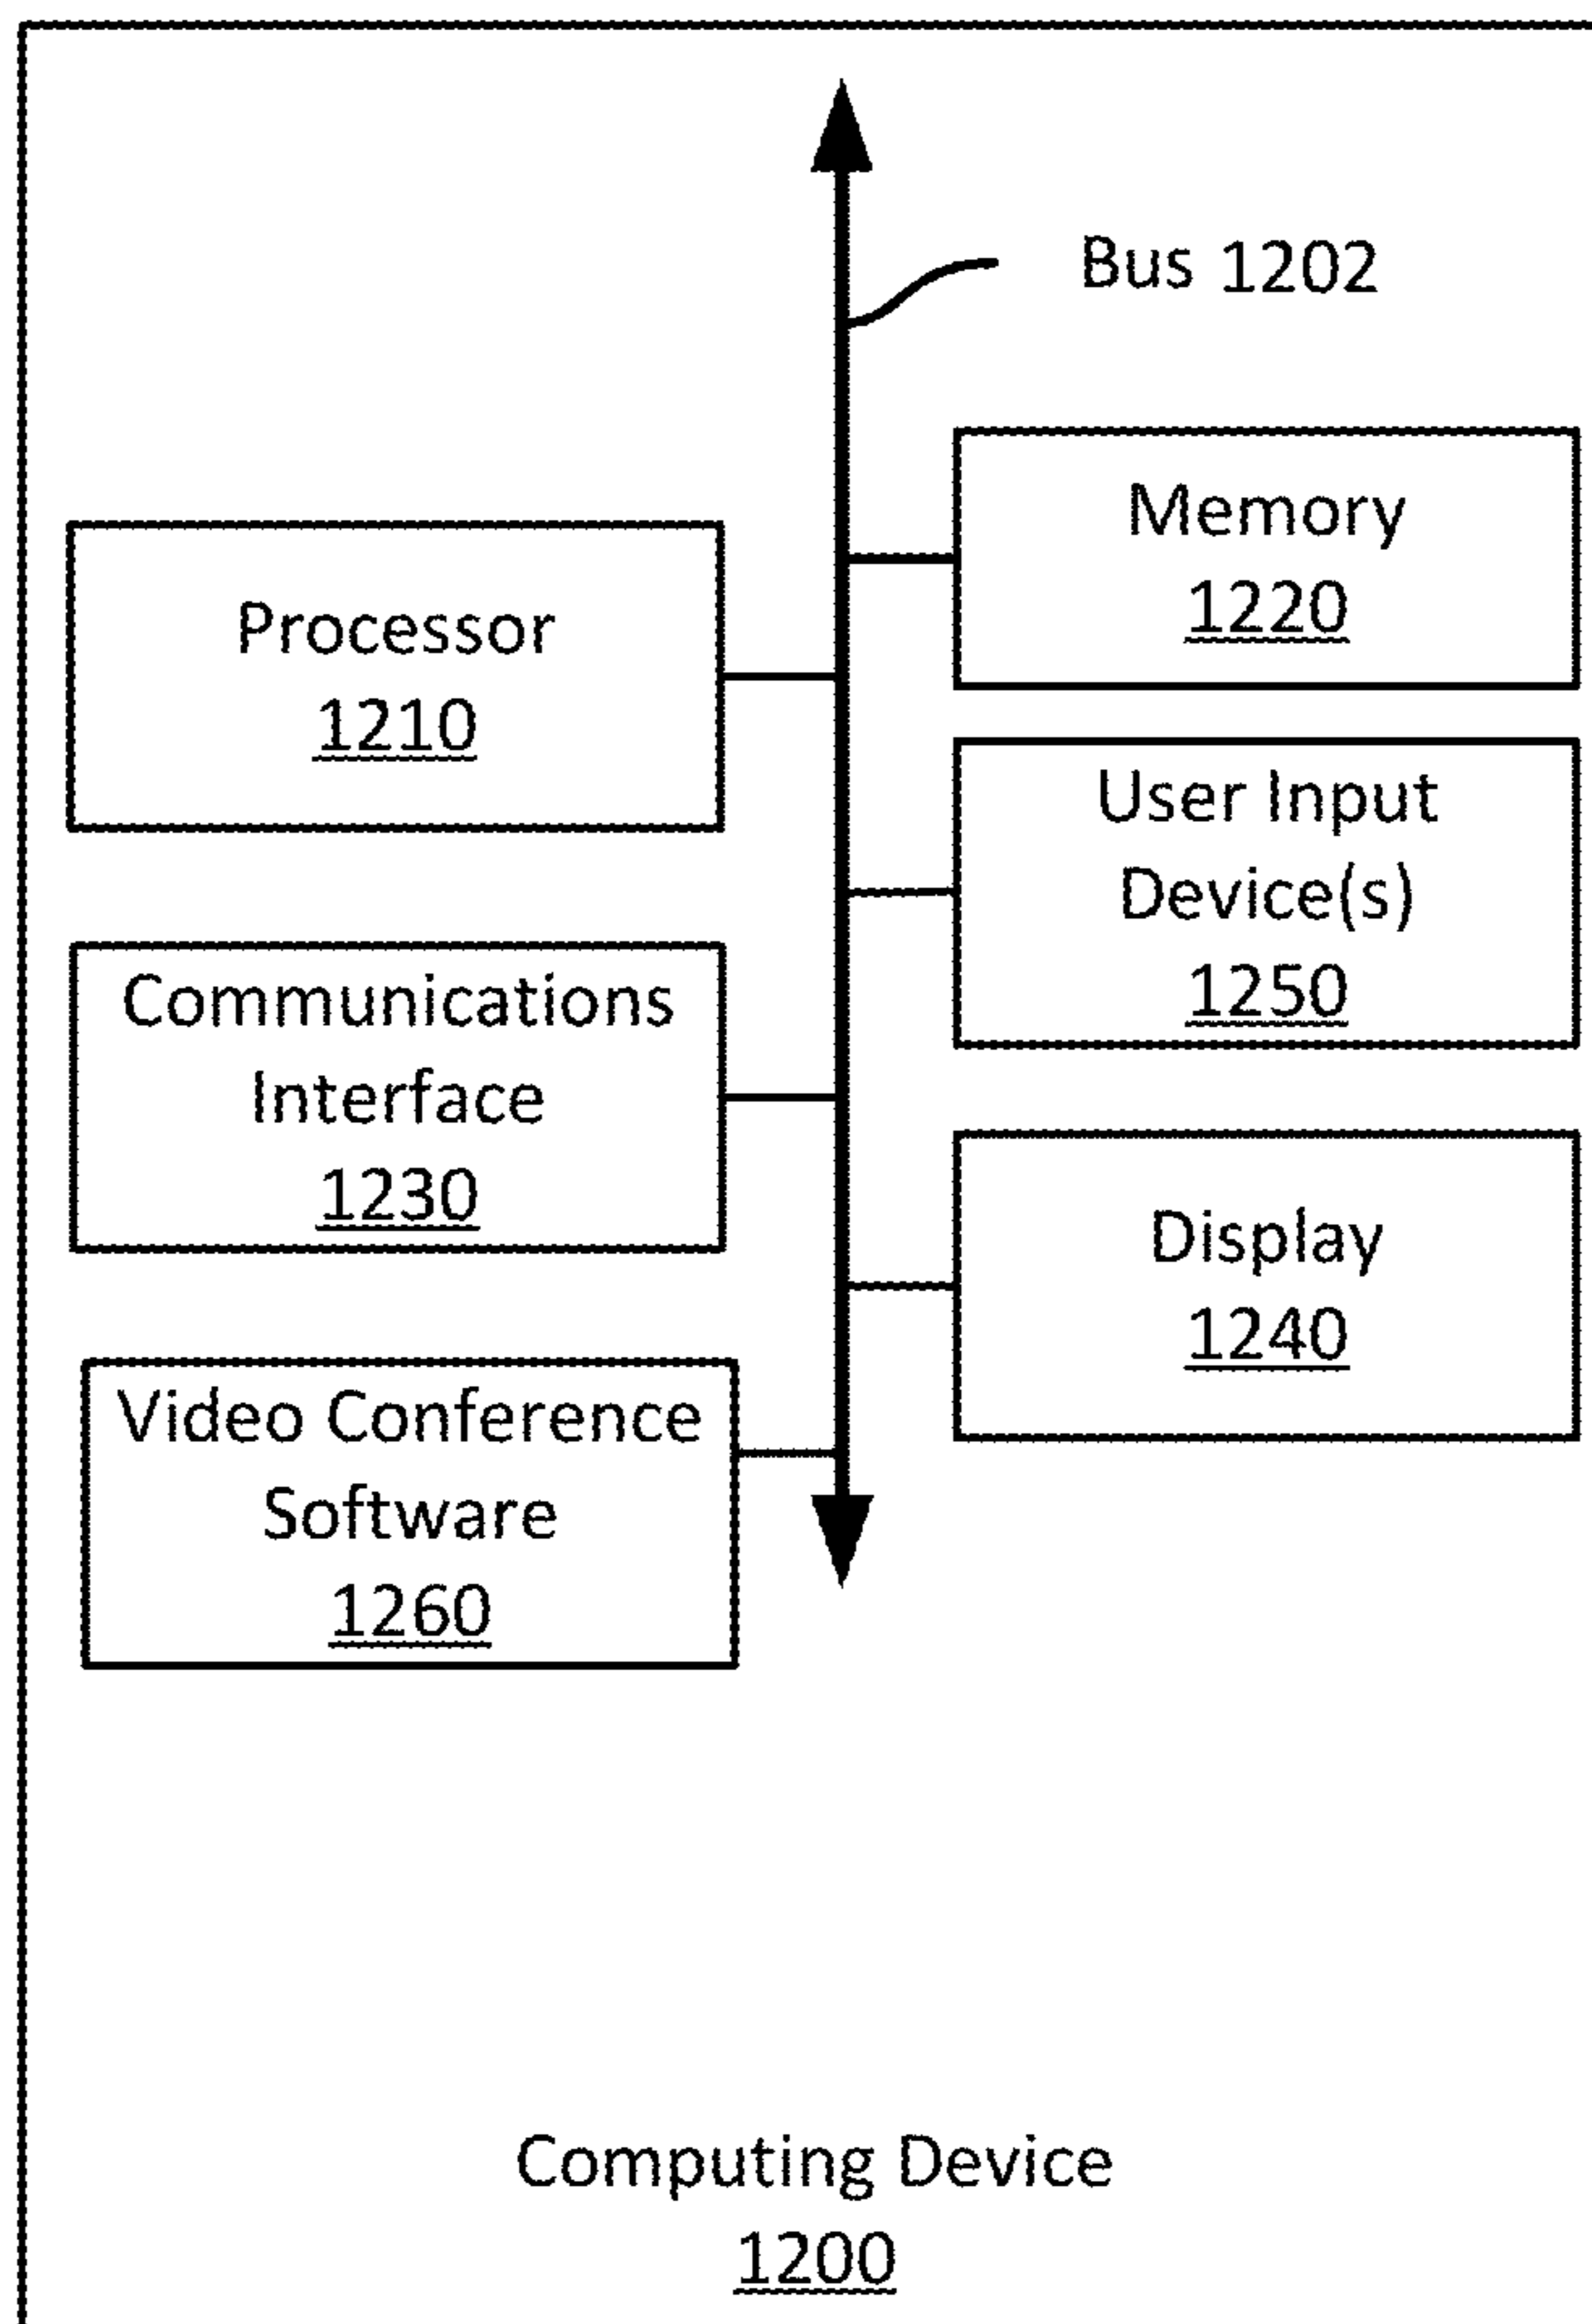 Bus 1202
Memory
1220
Processor
1210
User Input
Device(s)
1250
Communications
Interface
1230
Display
1240
Video Conference
Software
1260
Computing Device
1200